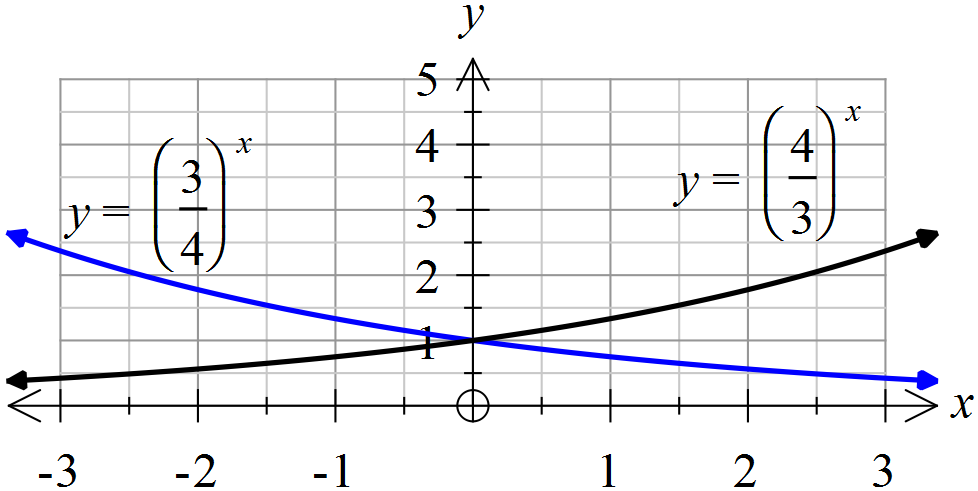 y
5
4
3
2
1
y = (3/4)^x
y = (4/3)^x
x
-3 -2 -1 1 2 3